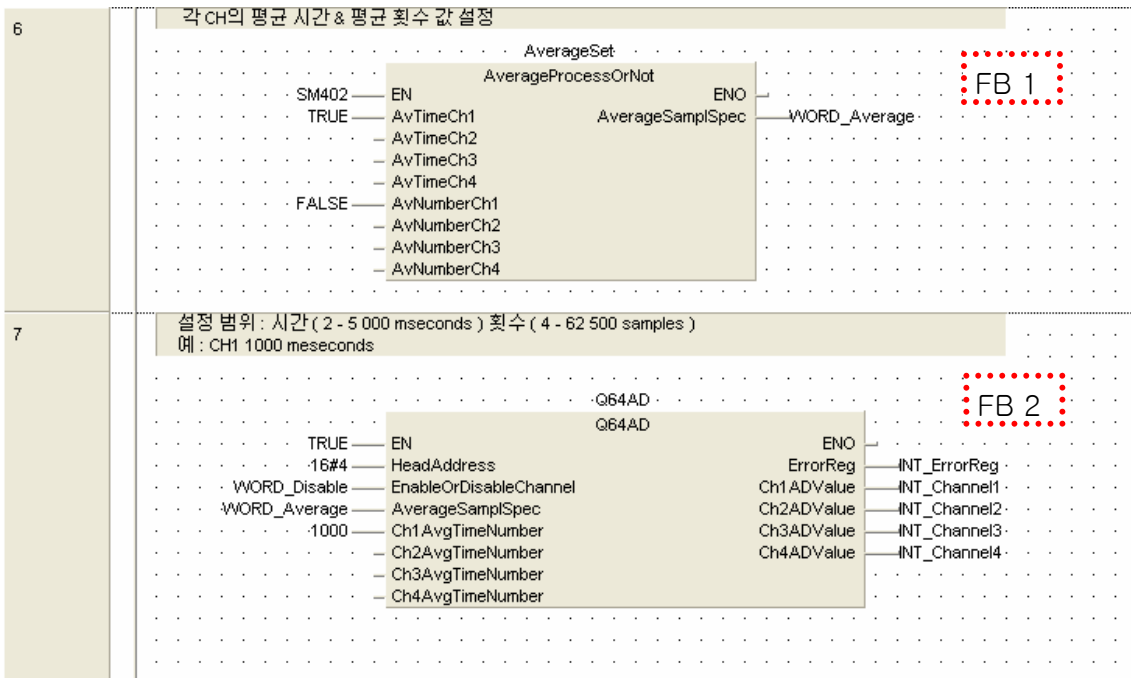 6
각 CH의 평균 시간 & 평균 횟수 값 설정
AverageSet
AverageProcessOrNot
FB 1
SM402 EN ENO
TRUE AvTimeCh1 AverageSamplSpec WORD_Average
AvTimeCh2
AvTimeCh3
AvTimeCh4
FALSE AvNumberCh1
AvNumberCh2
AvNumberCh3
AvNumberCh4
7
설정 범위 : 시간 ( 2 - 5 000 mseconds ) 횟수 ( 4 - 62 500 samples )
예 : CH1 1000 meseconds
Q64AD
Q64AD
FB 2
TRUE EN ENO
16#4 HeadAddress ErrorReg INT_ErrorReg
WORD_Disable EnableOrDisableChannel Ch1ADValue INT_Channel1
WORD_Average AverageSamplSpec Ch2ADValue INT_Channel2
1000 Ch1AvgTimeNumber Ch3ADValue INT_Channel3
Ch2AvgTimeNumber Ch4ADValue INT_Channel4
Ch3AvgTimeNumber
Ch4AvgTimeNumber